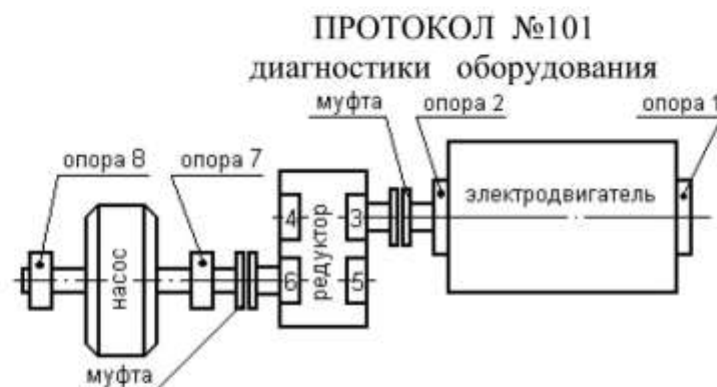 ПРОТОКОЛ №101
диагностики оборудования
муфта опора 2 опора 1
опора 8 опора 7
электродвигатель
4 3
редуктор
насос
6 5
муфта